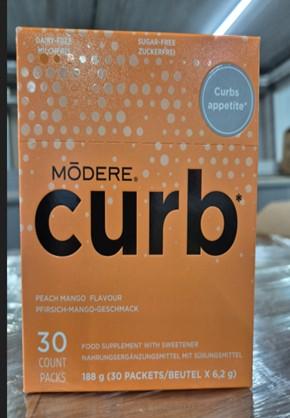 DAIRY-FREE
MILCHFREI
SUGAR-FREE
ZUCKERFREI
Curbs
appetite*
MŌDERE®
curb*
PEACH MANGO FLAVOUR
PFIRSICH-MANGO-GESCHMACK
30
COUNT
PACKS
FOOD SUPPLEMENT WITH SWEETENER
NAHRUNGSERGÄNZUNGSMITTEL MIT SÜßUNGSMITTEL
188 g (30 PACKETS/BEUTEL X 6,2 g)